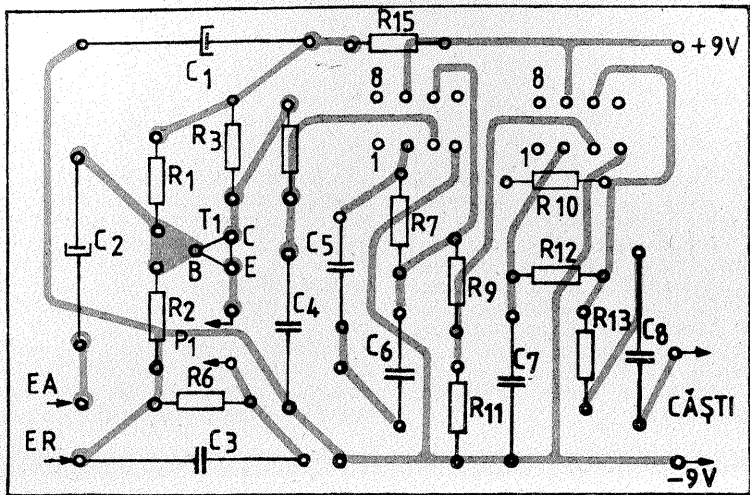 R15
C1
+9V
8
8
R3
R1
1
1
T1
R7
R10
C2
C
C5
B
E
R9
R12
R2
C4
P1
C6
R13
C8
EA
R6
C7
R11
CĂȘTI
ER
C3
-9V